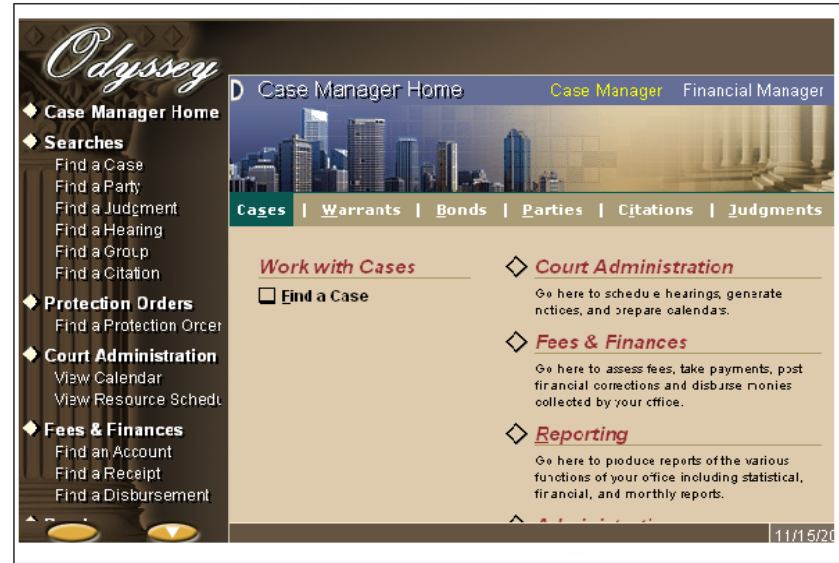 Odyssey
Case Manager Home
Case Manager
Financial Manager
Case Manager Home
Searches
Find a Case
Find a Party
Find a Judgment
Find a Hearing
Find a Group
Find a Citation
Protection Orders
Find a Protection Order
Court Administration
View Calendar
View Resource Schedu
Fees & Finances
Find an Account
Find a Receipt
Find a Disbursement
Cases | Warrants | Bonds | Parties | Citations | Judgments
Work with Cases
Find a Case
Court Administration
Go here to schedule hearings, generate
notices, and prepare calendars.
Fees & Finances
Go here to assess fees, take payments, post
financial corrections and disburse monies
collected by your office.
Reporting
Go here to produce reports of the various
functions of your office including statistical,
financial, and monthly reports.
11/15/20